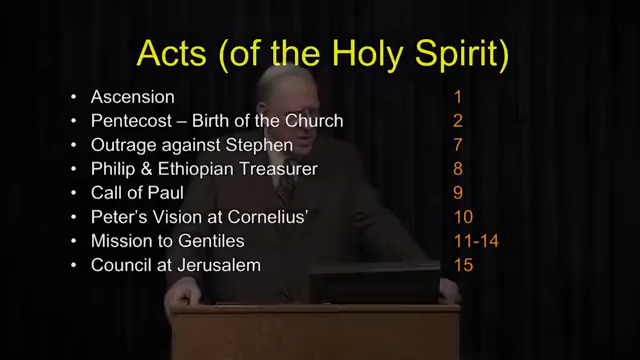 Acts (of the Holy Spirit)
• Ascension 1
• Pentecost – Birth of the Church 2
• Outrage against Stephen 7
• Philip & Ethiopian Treasurer 8
• Call of Paul 9
• Peter's Vision at Cornelius' 10
• Mission to Gentiles 11-14
• Council at Jerusalem 15